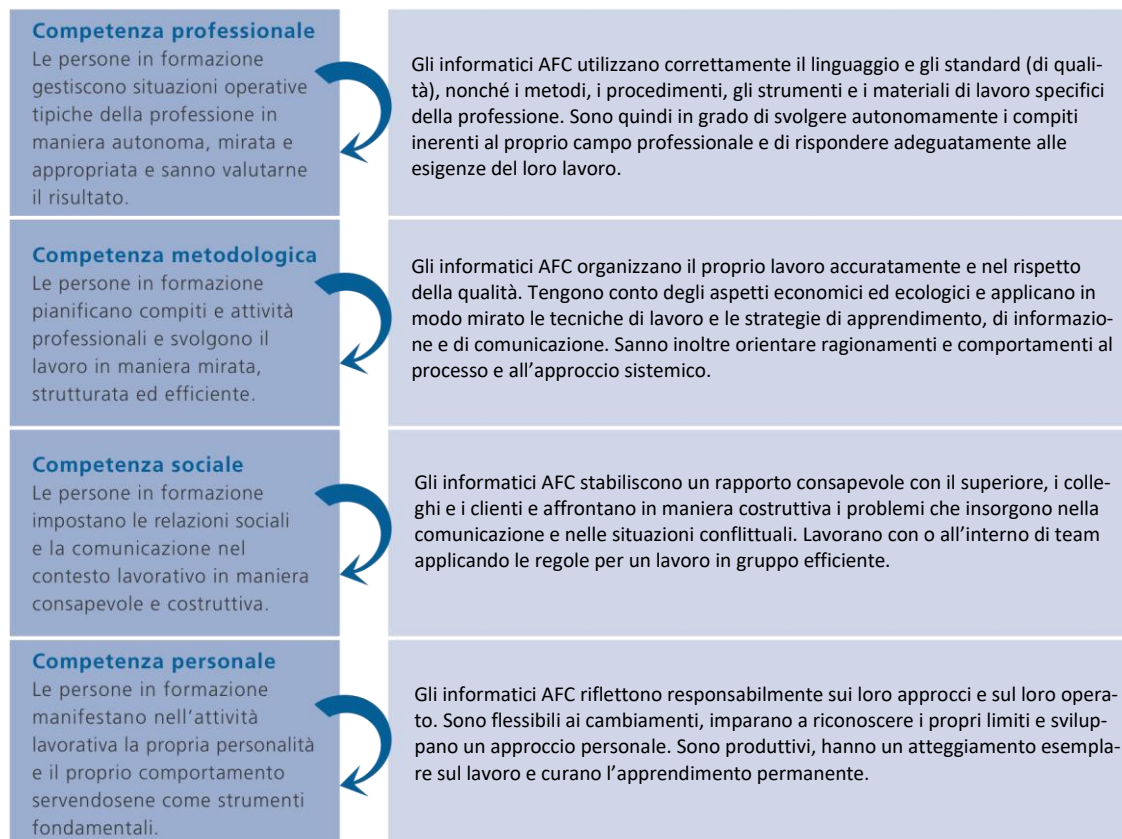 Competenza professionale
Le persone in formazione
gestiscono situazioni operative
tipiche della professione in
maniera autonoma, mirata e
appropriata e sanno valutarne
il risultato.
Gli informatici AFC utilizzano correttamente il linguaggio e gli standard (di quali-
tà), nonché i metodi, i procedimenti, gli strumenti e i materiali di lavoro specifici
della professione. Sono quindi in grado di svolgere autonomamente i compiti
inerenti al proprio campo professionale e di rispondere adeguatamente alle
esigenze del loro lavoro.
Competenza metodologica
Le persone in formazione
pianificano compiti e attività
professionali e svolgono il
lavoro in maniera mirata,
strutturata ed efficiente.
Gli informatici AFC organizzano il proprio lavoro accuratamente e nel rispetto
della qualità. Tengono conto degli aspetti economici ed ecologici e applicano in
modo mirato le tecniche di lavoro e le strategie di apprendimento, di informazio-
ne e di comunicazione. Sanno inoltre orientare ragionamenti e comportamenti al
processo e all'approccio sistemico.
Competenza sociale
Le persone in formazione
impostano le relazioni sociali
e la comunicazione nel
contesto lavorativo in maniera
consapevole e costruttiva.
Gli informatici AFC stabiliscono un rapporto consapevole con il superiore, i colle-
ghi e i clienti e affrontano in maniera costruttiva i problemi che insorgono nella
comunicazione e nelle situazioni conflittuali. Lavorano con o all'interno di team
applicando le regole per un lavoro in gruppo efficiente.
Competenza personale
Le persone in formazione
manifestano nell'attività
lavorativa la propria personalità
e il proprio comportamento
servendosene come strumenti
fondamentali.
Gli informatici AFC riflettono responsabilmente sui loro approcci e sul loro opera-
to. Sono flessibili ai cambiamenti, imparano a riconoscere i propri limiti e svilup-
pano un approccio personale. Sono produttivi, hanno un atteggiamento esempla-
re sul lavoro e curano l'apprendimento permanente.